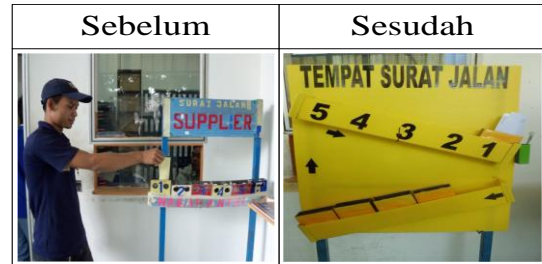 Sebelum
Sesudah
SURAT JALAN
SUPPLIER
TEMPAT SURAT JALAN
5 4 3 2 1